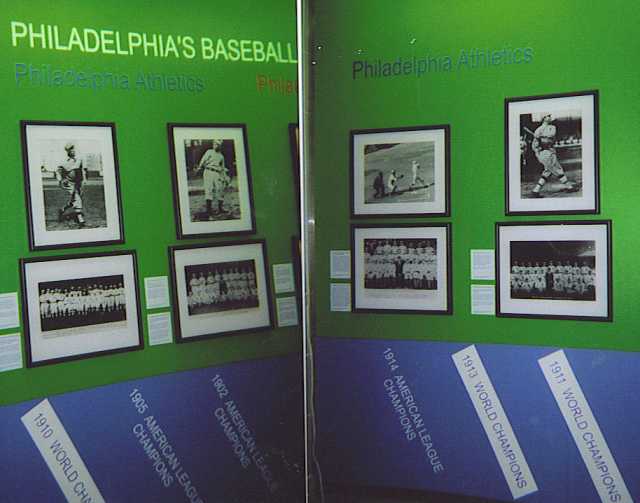 PHILADELPHIA'S BASEBALL
Philadelphia Athletics
Phila
Philadelphia Athletics
1910 WORLD CHA
1905 AMERICAN LEAGUE
CHAMPIONS
1902 AMERICAN LEAGUE
CHAMPIONS
1914 AMERICAN LEAGUE
CHAMPIONS
1913 WORLD CHAMPIONS
1911 WORLD CHAMPIONS